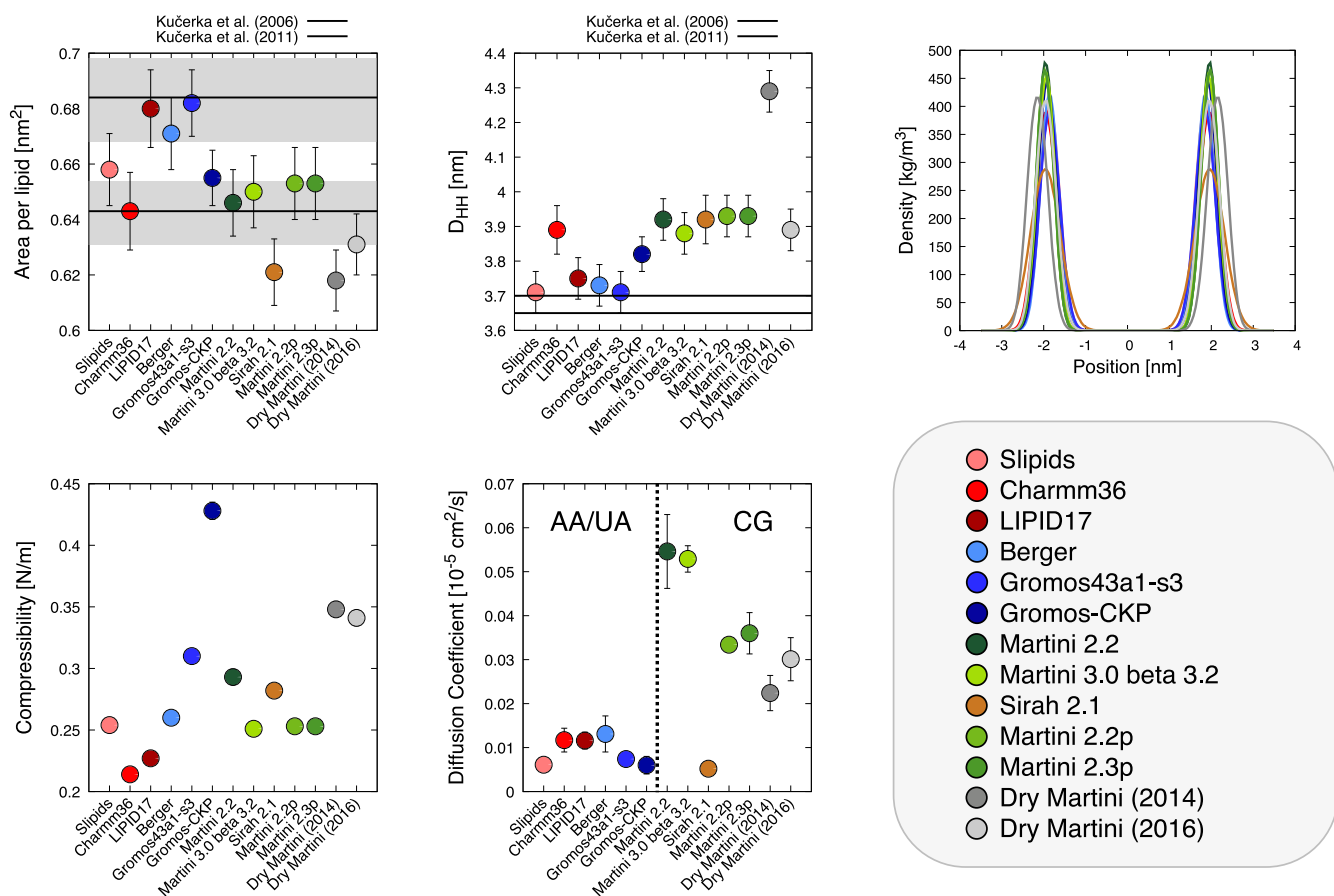 Kučerka et al. (2006)
Kučerka et al. (2011)
0.7
0.68
0.66
0.64
0.62
0.6
Area per lipid [nm²]
Slipids
Charmm36
LIPID17
Berger
Gromos43a1-s3
Gromos-CKP
Martini 2.2
Martini 3.0 beta 3.2
Sirah 2.1
Martini 2.2p
Martini 2.3p
Dry Martini (2014)
Dry Martini (2016)
Kučerka et al. (2006)
Kučerka et al. (2011)
4.4
4.3
4.2
4.1
4
3.9
3.8
3.7
3.6
D_HH [nm]
Slipids
Charmm36
LIPID17
Berger
Gromos43a1-s3
Gromos-CKP
Martini 2.2
Martini 3.0 beta 3.2
Sirah 2.1
Martini 2.2p
Martini 2.3p
Dry Martini (2014)
Dry Martini (2016)
500
450
400
350
300
250
200
150
100
50
0
Density [kg/m³]
-4 -3 -2 -1 0 1 2 3 4
Position [nm]
0.45
0.4
0.35
0.3
0.25
0.2
Compressibility [N/m]
Slipids
Charmm36
LIPID17
Berger
Gromos43a1-s3
Gromos-CKP
Martini 2.2
Martini 3.0 beta 3.2
Sirah 2.1
Martini 2.2p
Martini 2.3p
Dry Martini (2014)
Dry Martini (2016)
0.07
0.06
0.05
0.04
0.03
0.02
0.01
0
Diffusion Coefficient [10⁻⁵ cm²/s]
AA/UA
CG
Slipids
Charmm36
LIPID17
Berger
Gromos43a1-s3
Gromos-CKP
Martini 2.2
Martini 3.0 beta 3.2
Sirah 2.1
Martini 2.2p
Martini 2.3p
Dry Martini (2014)
Dry Martini (2016)
Slipids
Charmm36
LIPID17
Berger
Gromos43a1-s3
Gromos-CKP
Martini 2.2
Martini 3.0 beta 3.2
Sirah 2.1
Martini 2.2p
Martini 2.3p
Dry Martini (2014)
Dry Martini (2016)